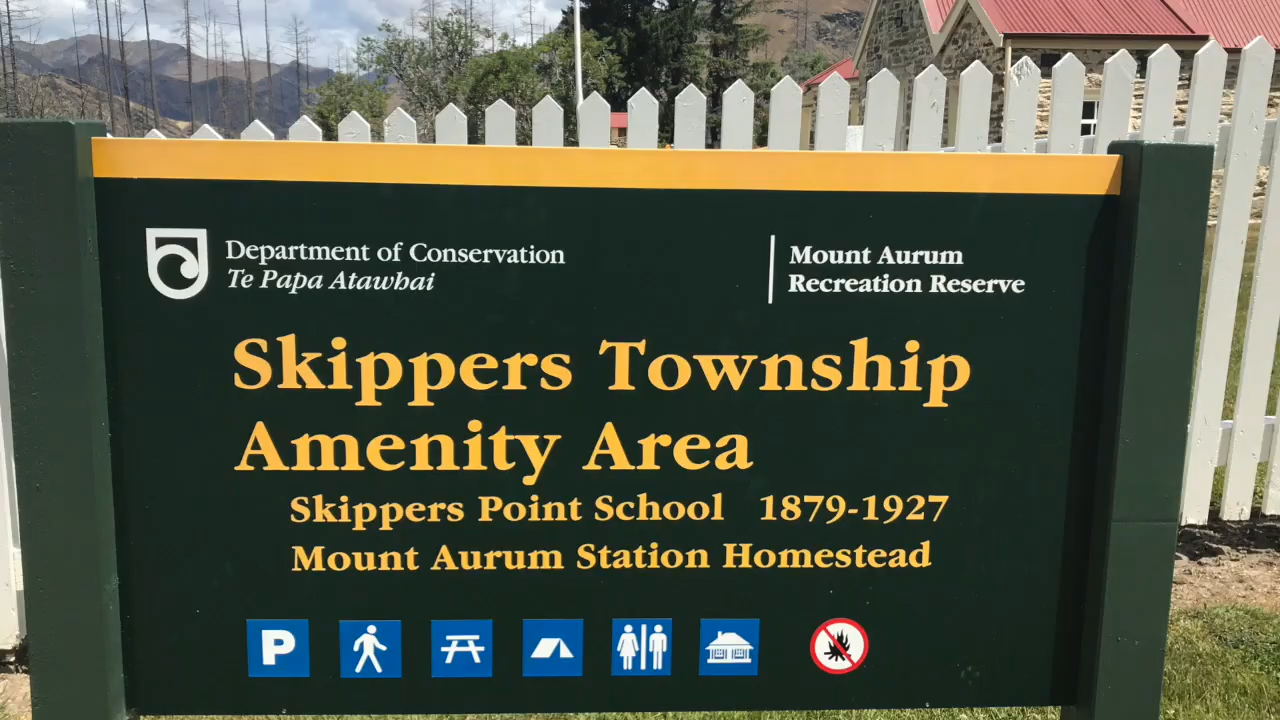 Department of Conservation
Te Papa Atawhai
Mount Aurum
Recreation Reserve
Skippers Township
Amenity Area
Skippers Point School 1879-1927
Mount Aurum Station Homestead
P